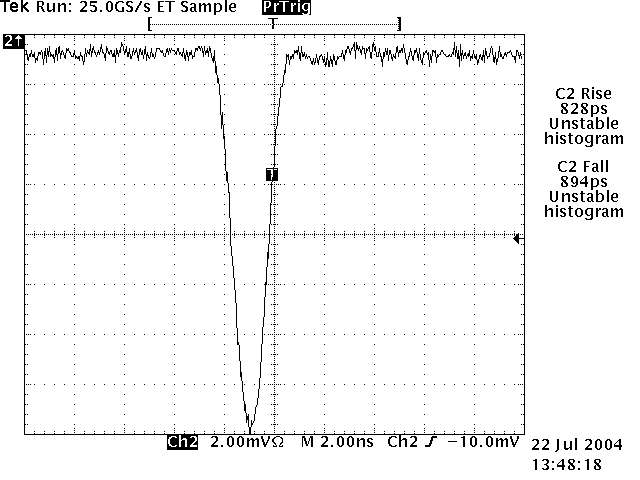 Tek Run: 25.0GS/s ET Sample PrTrig
T
2↑
C2 Rise
828ps
Unstable
histogram
C2 Fall
894ps
Unstable
histogram
T
Ch2 2.00mVΩ M 2.00ns Ch2 ƒ −10.0mV
22 Jul 2004
13:48:18